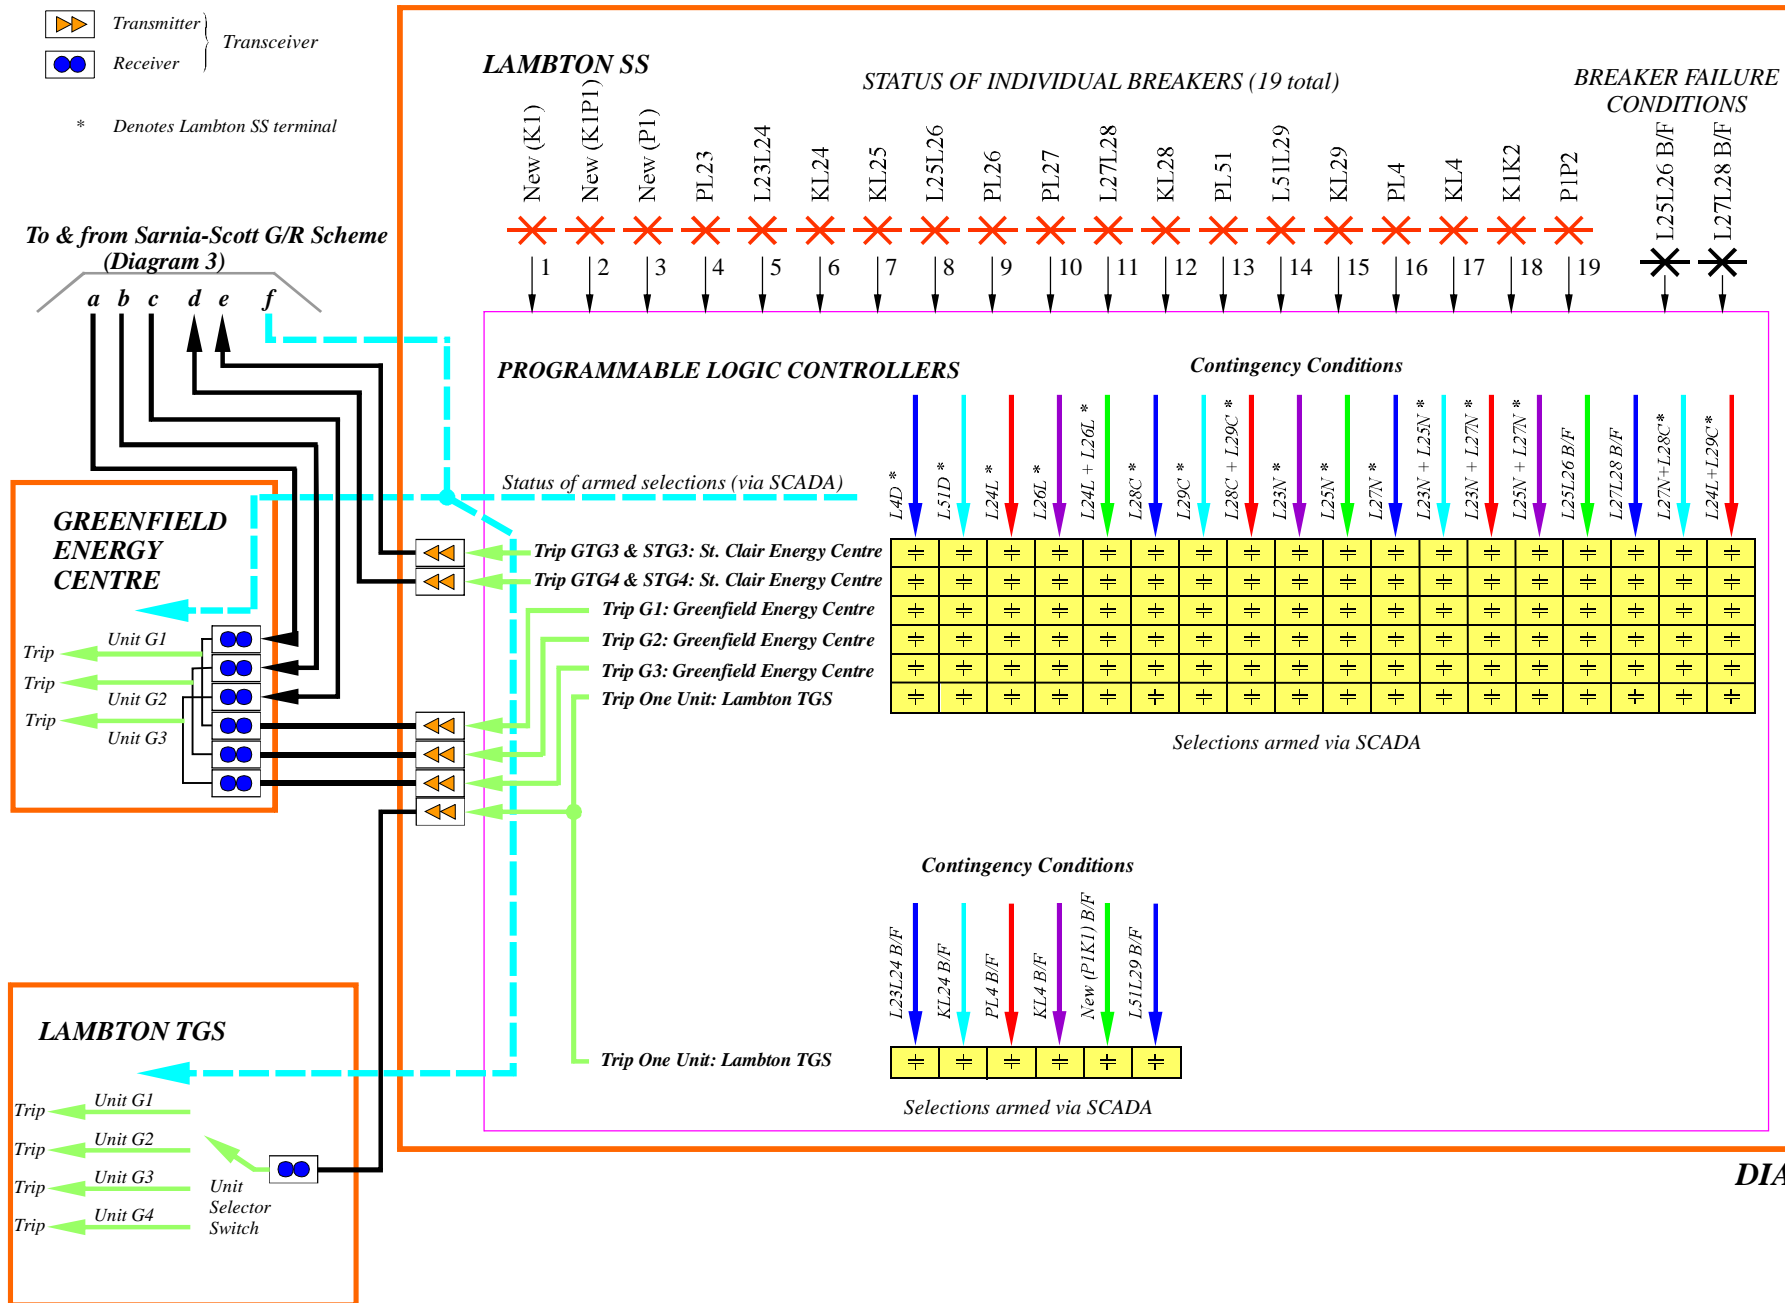 Transmitter
Receiver
Transceiver
* Denotes Lambton SS terminal
LAMBTON SS
STATUS OF INDIVIDUAL BREAKERS (19 total)
BREAKER FAILURE
CONDITIONS
New (K1)
New (K1P1)
New (P1)
PL23
L23L24
KL24
KL25
L25L26
PL26
PL27
L27L28
KL28
PL51
L51L29
KL29
PL4
KL4
K1K2
P1P2
L25L26 B/F
L27L28 B/F
1 2 3 4 5 6 7 8 9 10 11 12 13 14 15 16 17 18 19
To & from Sarnia-Scott G/R Scheme
(Diagram 3)
a b c d e f
PROGRAMMABLE LOGIC CONTROLLERS
Contingency Conditions
L4D *
L51D *
L24L *
L26L *
L24L + L26L *
L28C *
L29C *
L28C + L29C *
L23N *
L25N *
L27N *
L23N + L25N *
L23N + L27N *
L25N + L27N *
L25L26 B/F
L27L28 B/F
L27N+L28C*
L24L+L29C*
Status of armed selections (via SCADA)
GREENFIELD
ENERGY
CENTRE
Trip GTG3 & STG3: St. Clair Energy Centre
Trip GTG4 & STG4: St. Clair Energy Centre
Trip G1: Greenfield Energy Centre
Trip G2: Greenfield Energy Centre
Trip G3: Greenfield Energy Centre
Trip One Unit: Lambton TGS
Unit G1
Trip
Trip
Unit G2
Trip
Unit G3
Selections armed via SCADA
Contingency Conditions
L23L24 B/F
KL24 B/F
PL4 B/F
KL4 B/F
New (P1K1) B/F
L51L29 B/F
Trip One Unit: Lambton TGS
Selections armed via SCADA
LAMBTON TGS
Trip Unit G1
Trip Unit G2
Trip Unit G3
Trip Unit G4
Unit
Selector
Switch
DIA